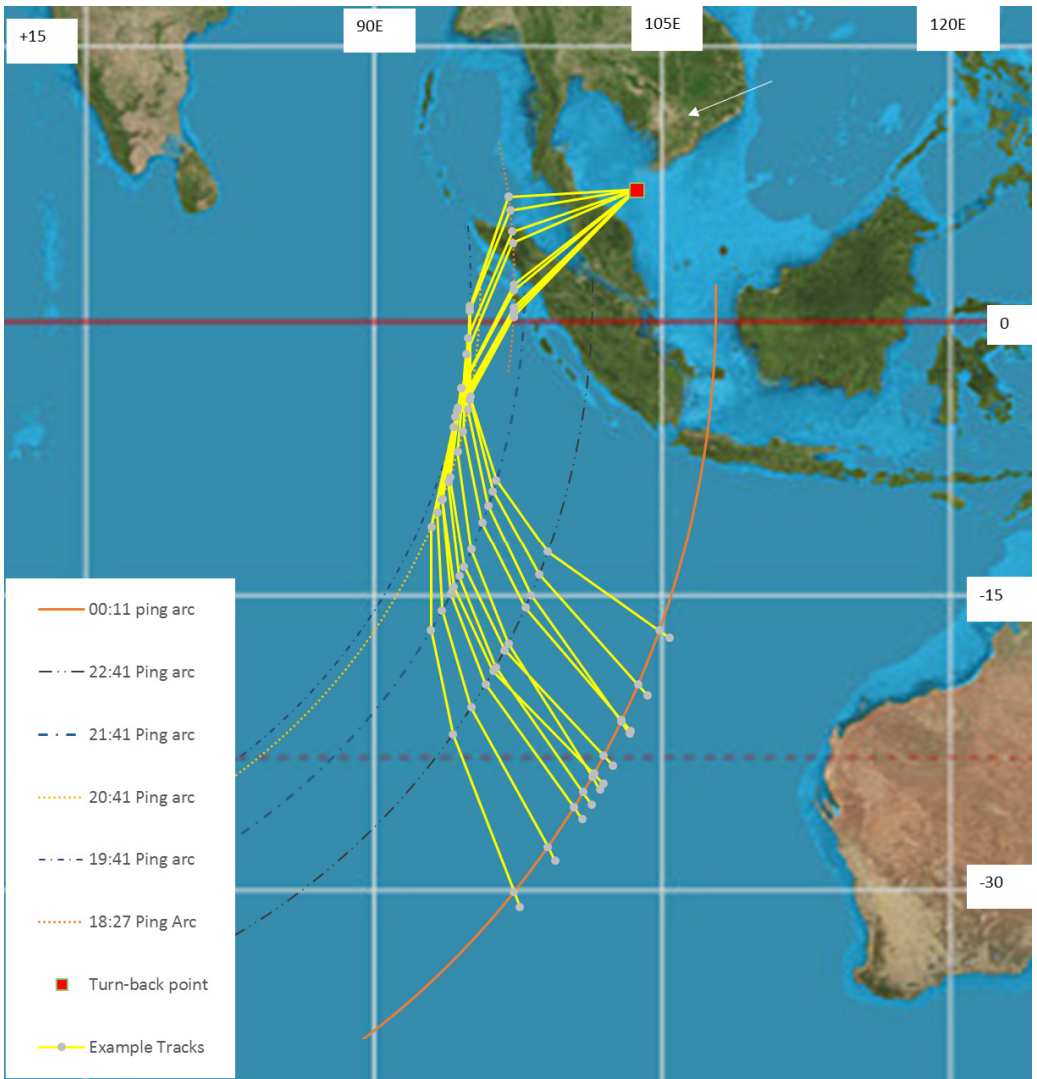 +15
90E
105E
120E
0
-15
-30
00:11 ping arc
22:41 Ping arc
21:41 Ping arc
20:41 Ping arc
19:41 Ping arc
18:27 Ping Arc
Turn-back point
Example Tracks